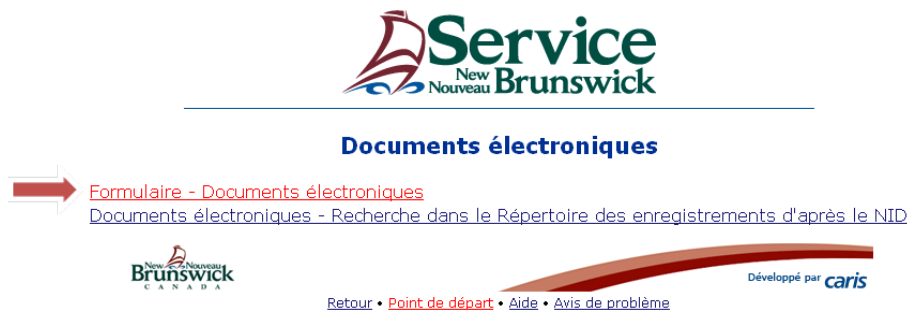 Service
New
Nouveau Brunswick
Documents électroniques
Formulaire - Documents électroniques
Documents électroniques - Recherche dans le Répertoire des enregistrements d'après le NID
New Nouveau
Brunswick
CANADA
Développé par caris
Retour • Point de départ • Aide • Avis de problème